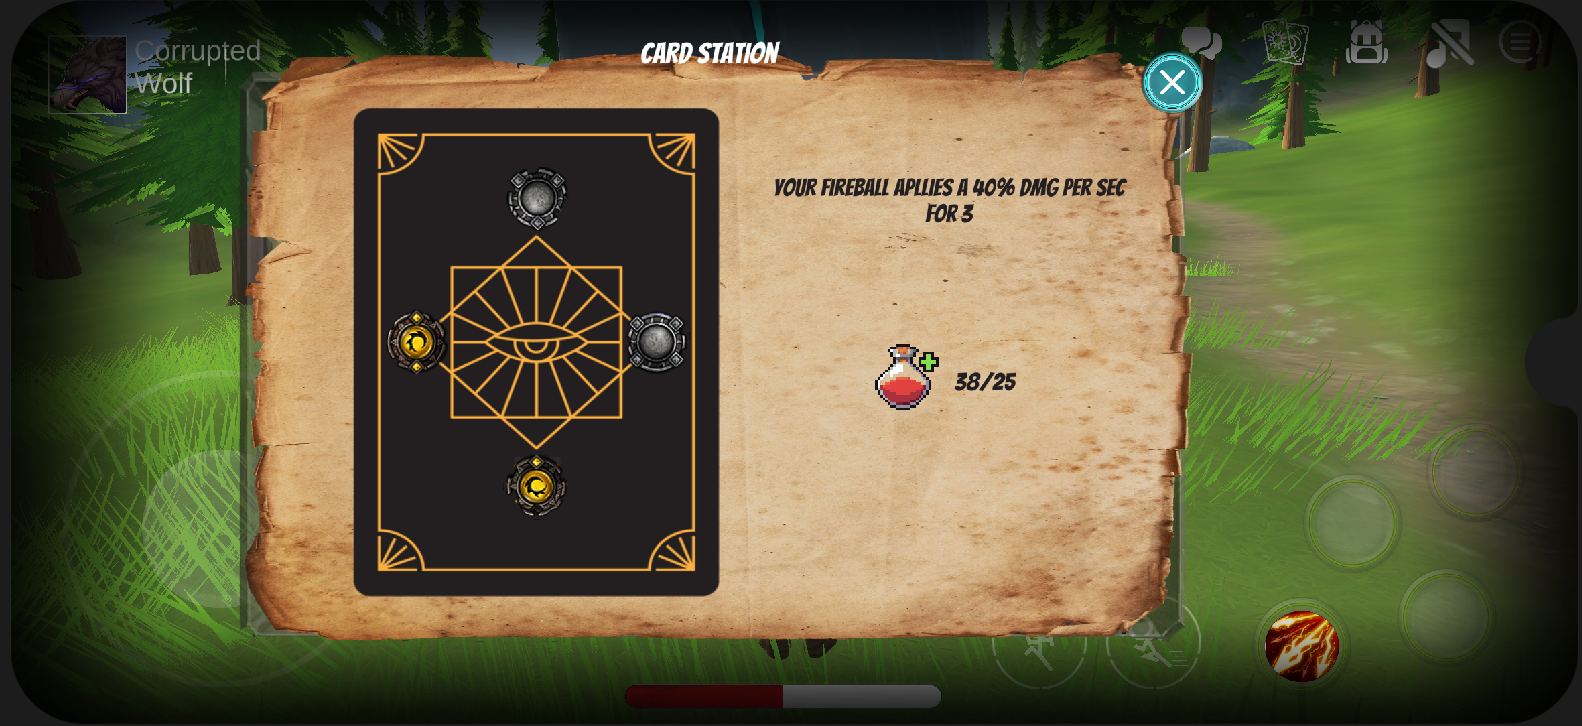 CARD STATION
Corrupted
Wolf
YOUR FIREBALL APLLIES A 40% DMG PER SEC
FOR 3
38/25